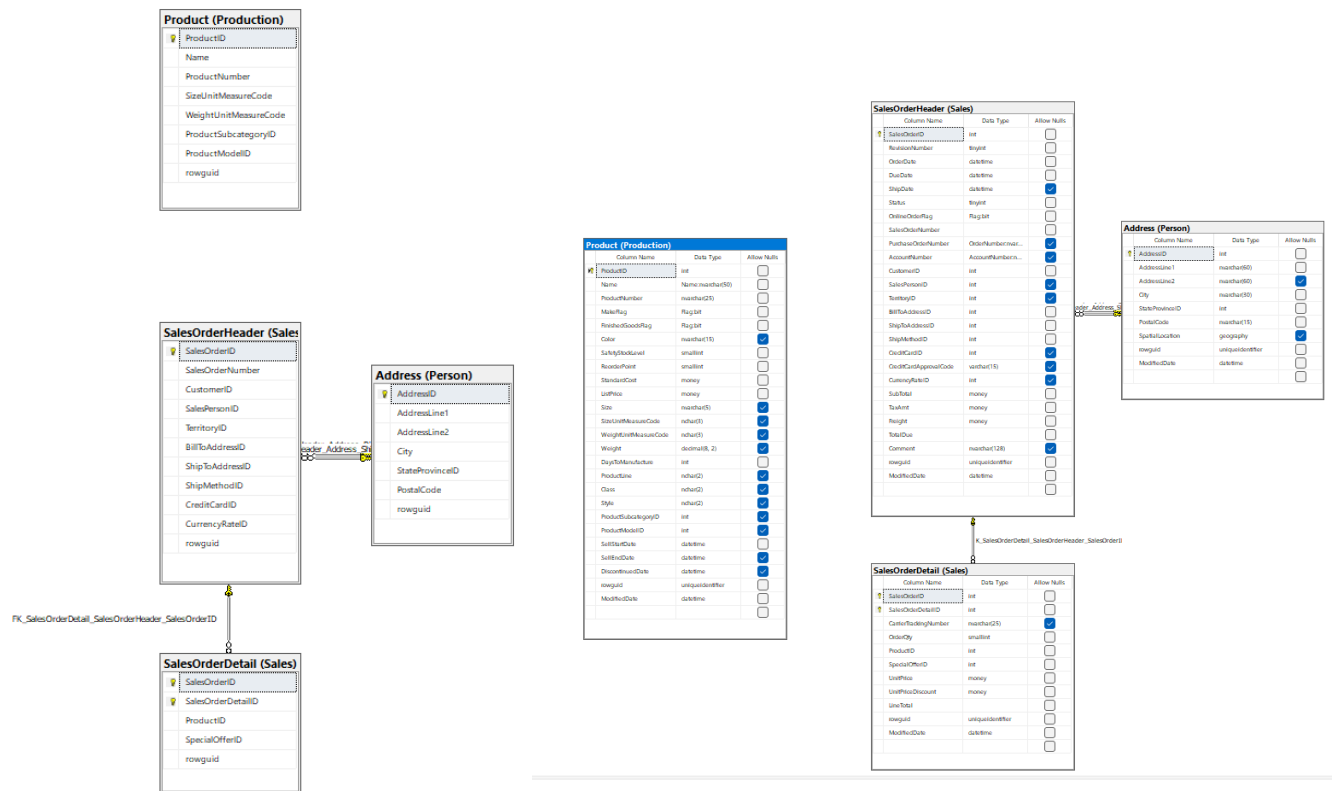 Product (Production)
ProductID
Name
ProductNumber
SizeUnitMeasureCode
WeightUnitMeasureCode
ProductSubcategoryID
ProductModelID
rowguid
SalesOrderHeader (Sales
SalesOrderID
SalesOrderNumber
CustomerID
SalesPersonID
TerritoryID
BillToAddressID
ShipToAddressID
ShipMethodID
CreditCardID
CurrencyRateID
rowguid
eader_Address_Shi
Address (Person)
AddressID
AddressLine1
AddressLine2
City
StateProvinceID
PostalCode
rowguid
FK_SalesOrderDetail_SalesOrderHeader_SalesOrderID
SalesOrderDetail (Sales)
SalesOrderID
SalesOrderDetailID
ProductID
SpecialOfferID
rowguid
Product (Production)
Column Name Data Type Allow Nulls
ProductID int
Name Name:nvarchar(50)
ProductNumber nvarchar(25)
MakeFlag Flag:bit
FinishedGoodsFlag Flag:bit
Color nvarchar(15)
SafetyStockLevel smallint
ReorderPoint smallint
StandardCost money
ListPrice money
Size nvarchar(5)
SizeUnitMeasureCode nchar(3)
WeightUnitMeasureCode nchar(3)
Weight decimal(8, 2)
DaysToManufacture int
ProductLine nchar(2)
Class nchar(2)
Style nchar(2)
ProductSubcategoryID int
ProductModelID int
SellStartDate datetime
SellEndDate datetime
DiscontinuedDate datetime
rowguid uniqueidentifier
ModifiedDate datetime
SalesOrderHeader (Sales)
Column Name Data Type Allow Nulls
SalesOrderID int
RevisionNumber tinyint
OrderDate datetime
DueDate datetime
ShipDate datetime
Status tinyint
OnlineOrderFlag Flag:bit
SalesOrderNumber
PurchaseOrderNumber OrderNumber:nvar...
AccountNumber AccountNumber:n...
CustomerID int
SalesPersonID int
TerritoryID int
BillToAddressID int
ShipToAddressID int
ShipMethodID int
CreditCardID int
CreditCardApprovalCode varchar(15)
CurrencyRateID int
SubTotal money
TaxAmt money
Freight money
TotalDue
Comment nvarchar(128)
rowguid uniqueidentifier
ModifiedDate datetime
Address (Person)
Column Name Data Type Allow Nulls
AddressID int
AddressLine1 nvarchar(60)
AddressLine2 nvarchar(60)
City nvarchar(30)
StateProvinceID int
PostalCode nvarchar(15)
SpatialLocation geography
rowguid uniqueidentifier
ModifiedDate datetime
K_SalesOrderDetail_SalesOrderHeader_SalesOrderI
SalesOrderDetail (Sales)
Column Name Data Type Allow Nulls
SalesOrderID int
SalesOrderDetailID int
CarrierTrackingNumber nvarchar(25)
OrderQty smallint
ProductID int
SpecialOfferID int
UnitPrice money
UnitPriceDiscount money
LineTotal
rowguid uniqueidentifier
ModifiedDate datetime